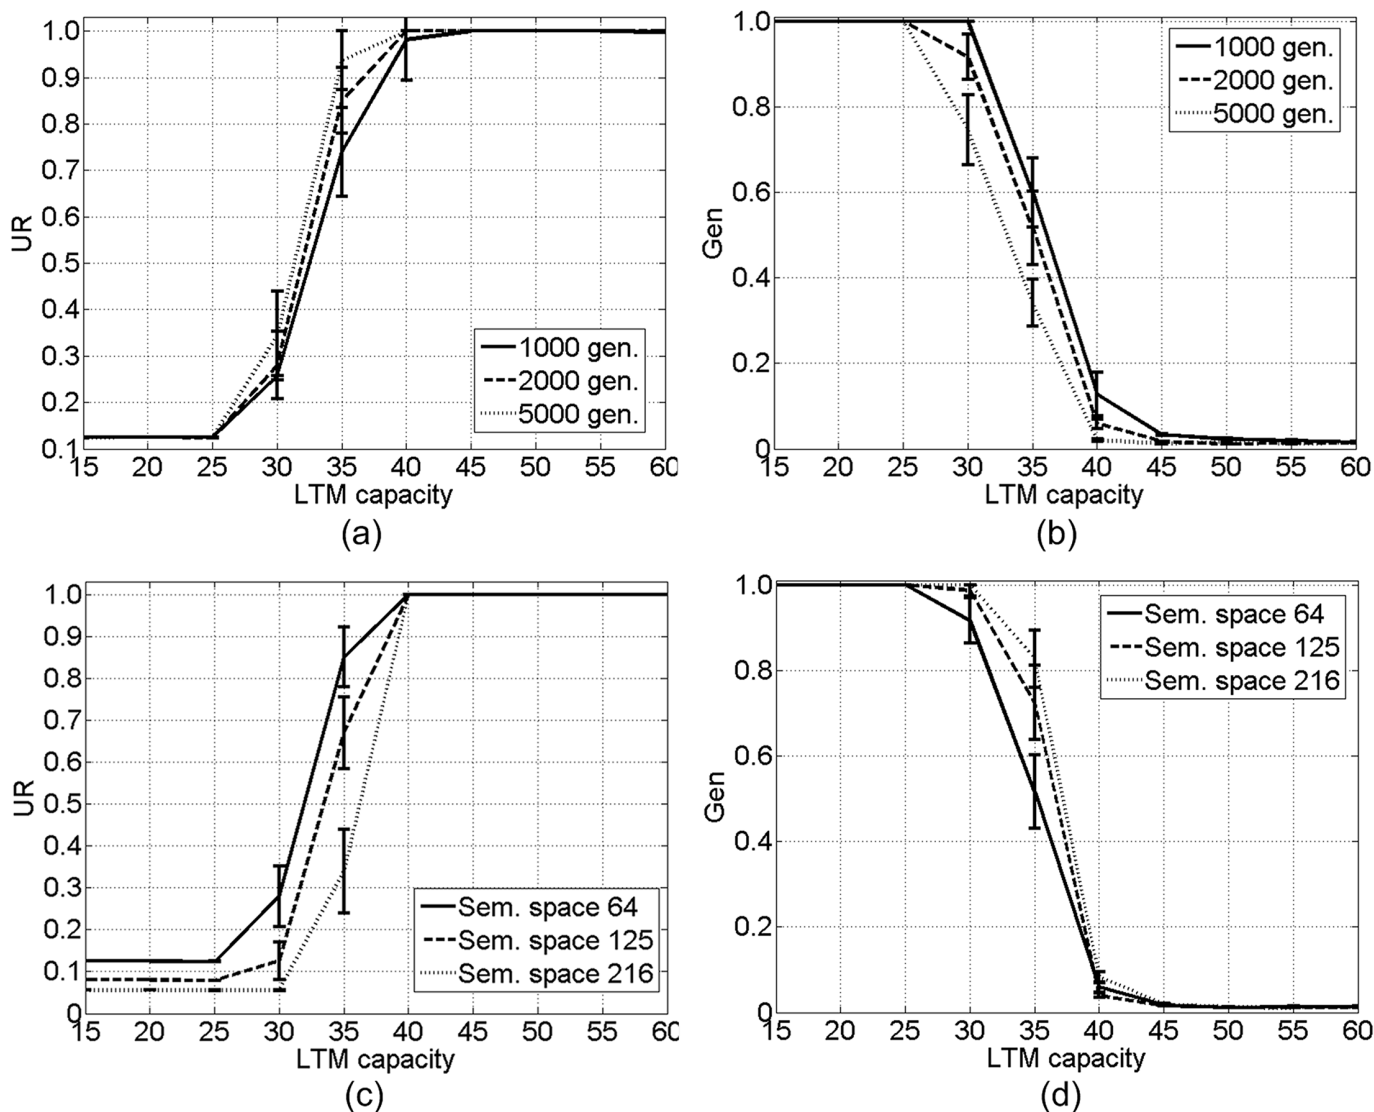 UR
1.0
0.9
0.8
0.7
0.6
0.5
0.4
0.3
0.2
0.1
15 20 25 30 35 40 45 50 55 60
LTM capacity
1000 gen.
2000 gen.
5000 gen.
(a)
Gen
1.0
0.8
0.6
0.4
0.2
0
15 20 25 30 35 40 45 50 55 60
LTM capacity
1000 gen.
2000 gen.
5000 gen.
(b)
UR
1.0
0.9
0.8
0.7
0.6
0.5
0.4
0.3
0.2
0.1
0
15 20 25 30 35 40 45 50 55 60
LTM capacity
Sem. space 64
Sem. space 125
Sem. space 216
(c)
Gen
1.0
0.8
0.6
0.4
0.2
0
15 20 25 30 35 40 45 50 55 60
LTM capacity
Sem. space 64
Sem. space 125
Sem. space 216
(d)